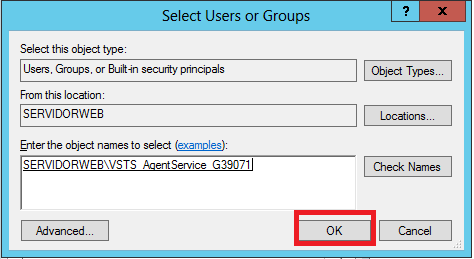 Select Users or Groups
?
x
Select this object type:
Users, Groups, or Built-in security principals
Object Types...
From this location:
SERVIDORWEB
Locations...
Enter the object names to select (examples):
SERVIDORWEB\VSTS_AgentService_G39071
Check Names
Advanced...
OK
Cancel